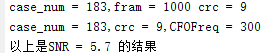 case_num = 183,fram = 1000 crc = 9
case_num = 183,crc = 9,CFOFreq = 300
以上是SNR = 5.7 的结果